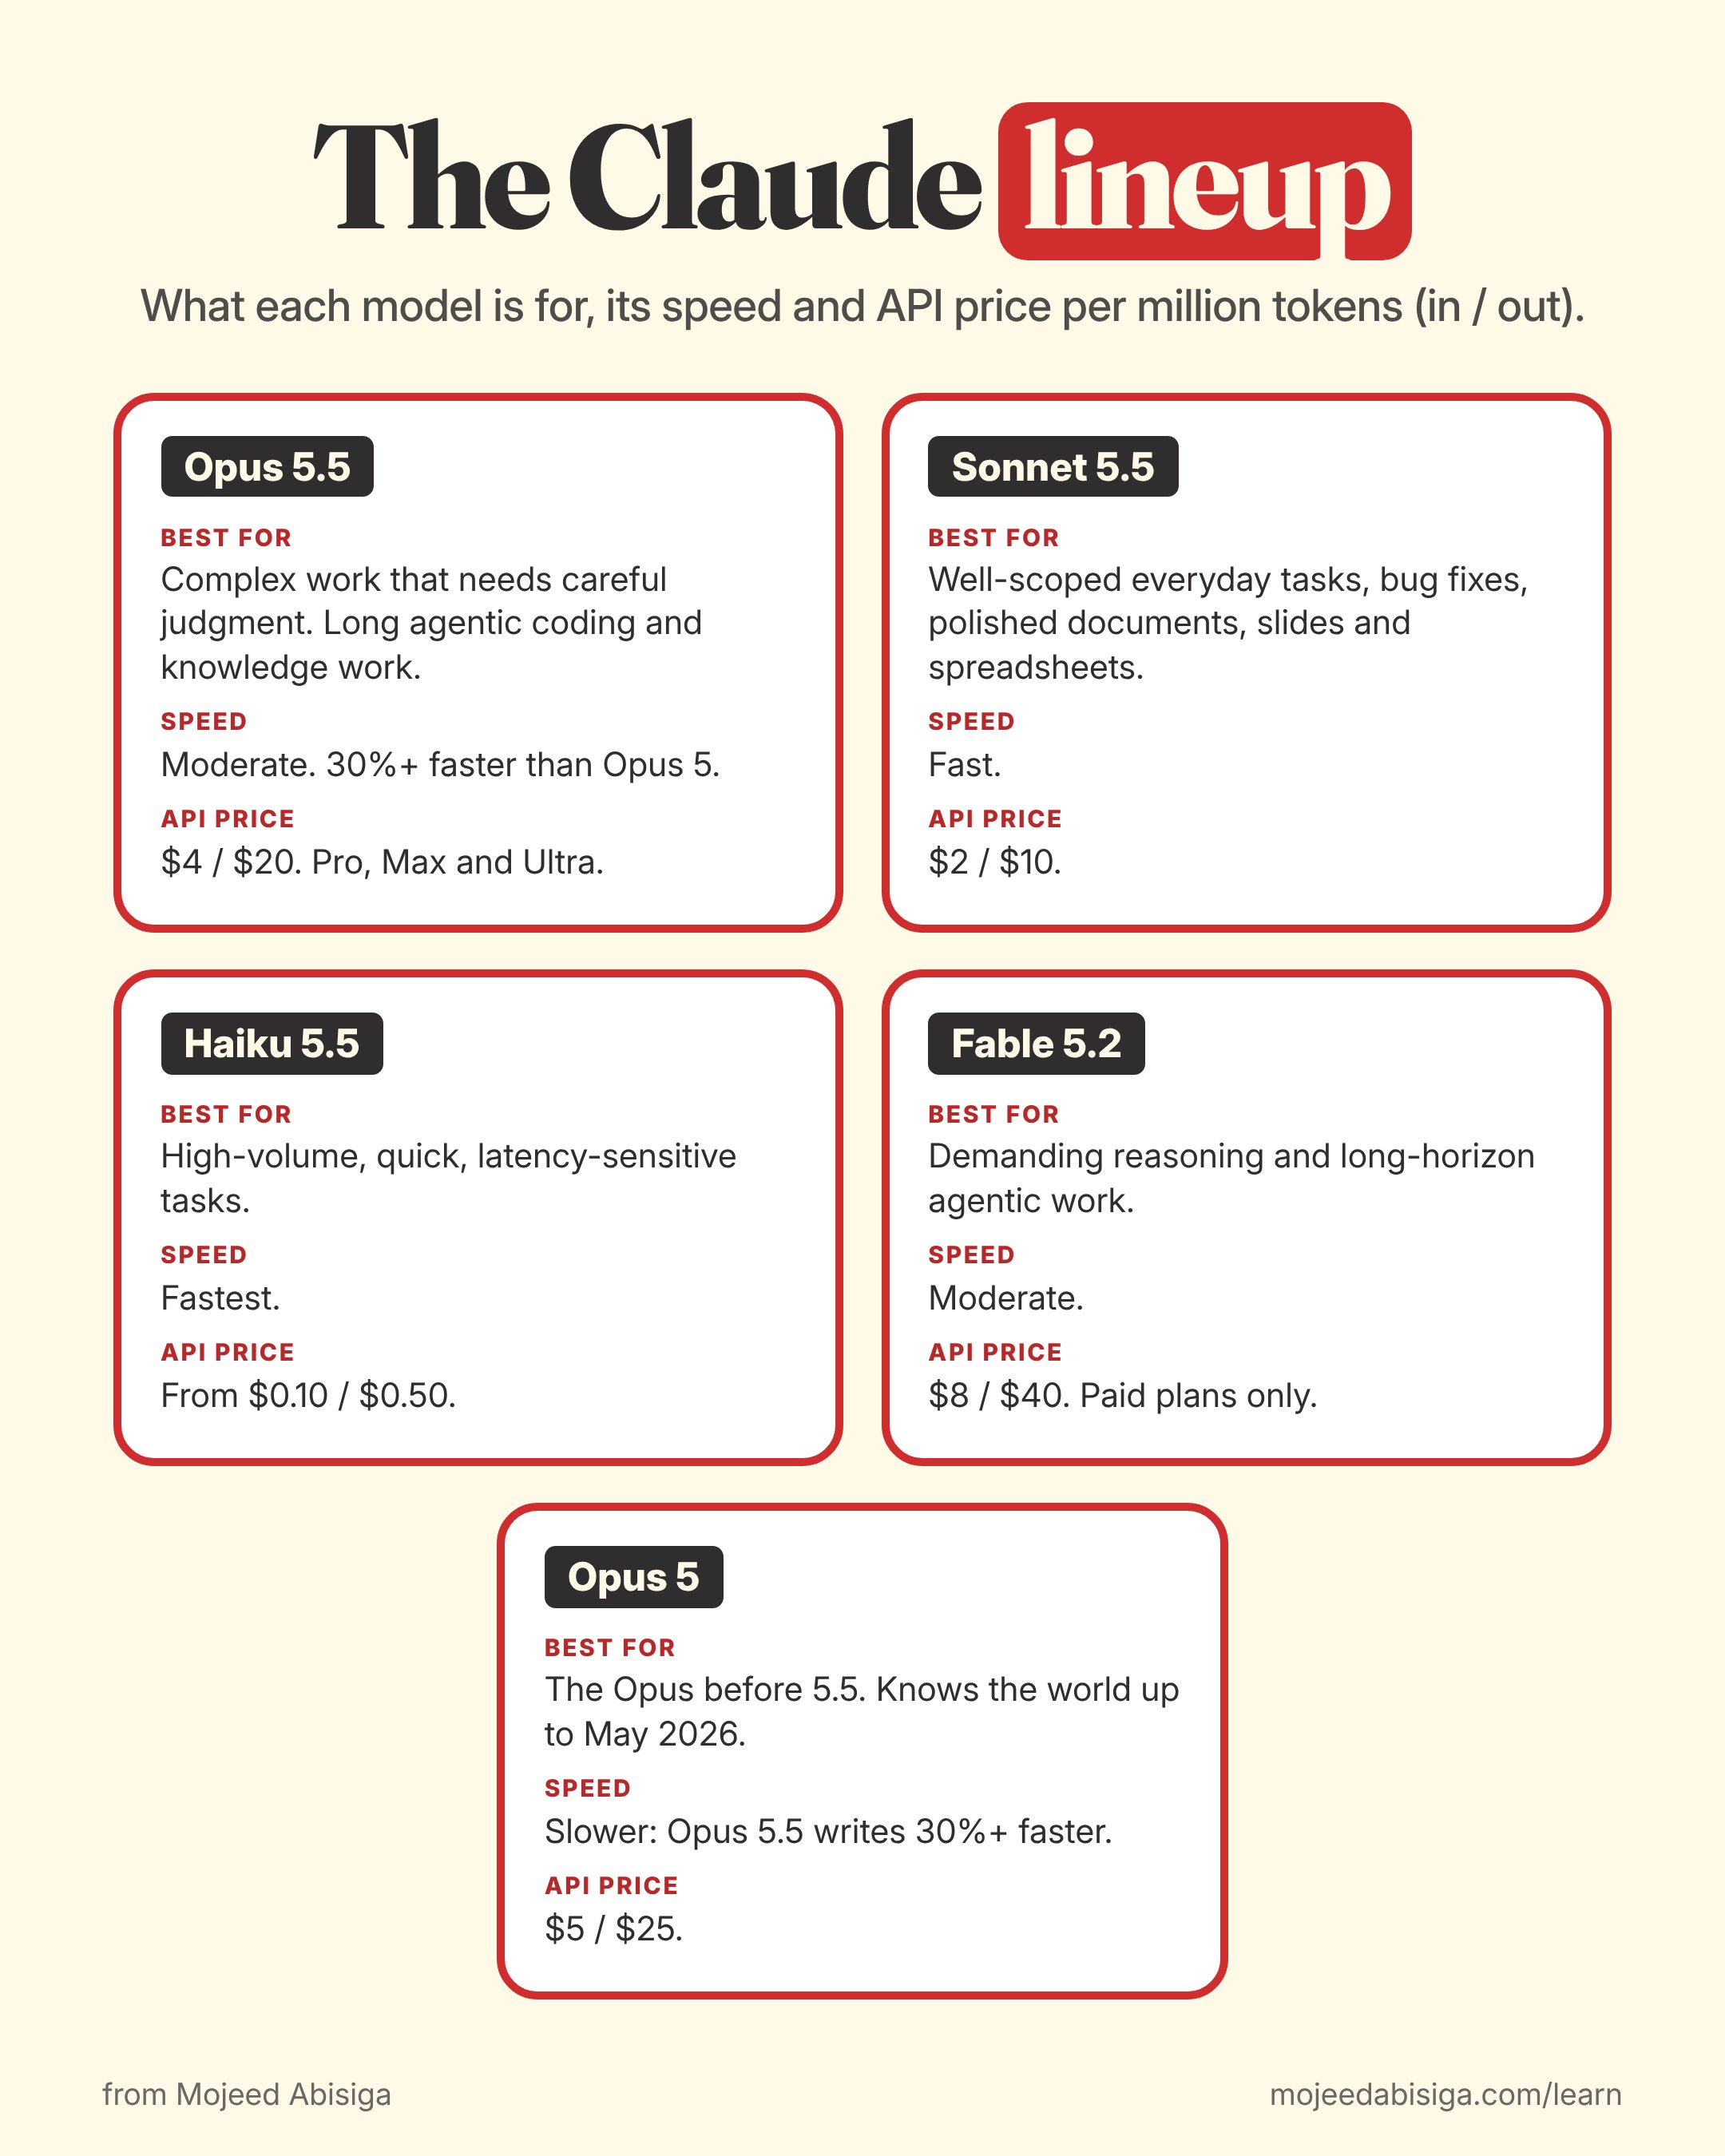 The Claude lineup
What each model is for, its speed and API price per million tokens (in / out).
Opus 5.5
BEST FOR
Complex work that needs careful
judgment. Long agentic coding and
knowledge work.
SPEED
Moderate. 30%+ faster than Opus 5.
API PRICE
$4 / $20. Pro, Max and Ultra.
Sonnet 5.5
BEST FOR
Well-scoped everyday tasks, bug fixes,
polished documents, slides and
spreadsheets.
SPEED
Fast.
API PRICE
$2 / $10.
Haiku 5.5
BEST FOR
High-volume, quick, latency-sensitive
tasks.
SPEED
Fastest.
API PRICE
From $0.10 / $0.50.
Fable 5.2
BEST FOR
Demanding reasoning and long-horizon
agentic work.
SPEED
Moderate.
API PRICE
$8 / $40. Paid plans only.
Opus 5
BEST FOR
The Opus before 5.5. Knows the world up
to May 2026.
SPEED
Slower: Opus 5.5 writes 30%+ faster.
API PRICE
$5 / $25.
from Mojeed Abisiga
mojeedabisiga.com/learn